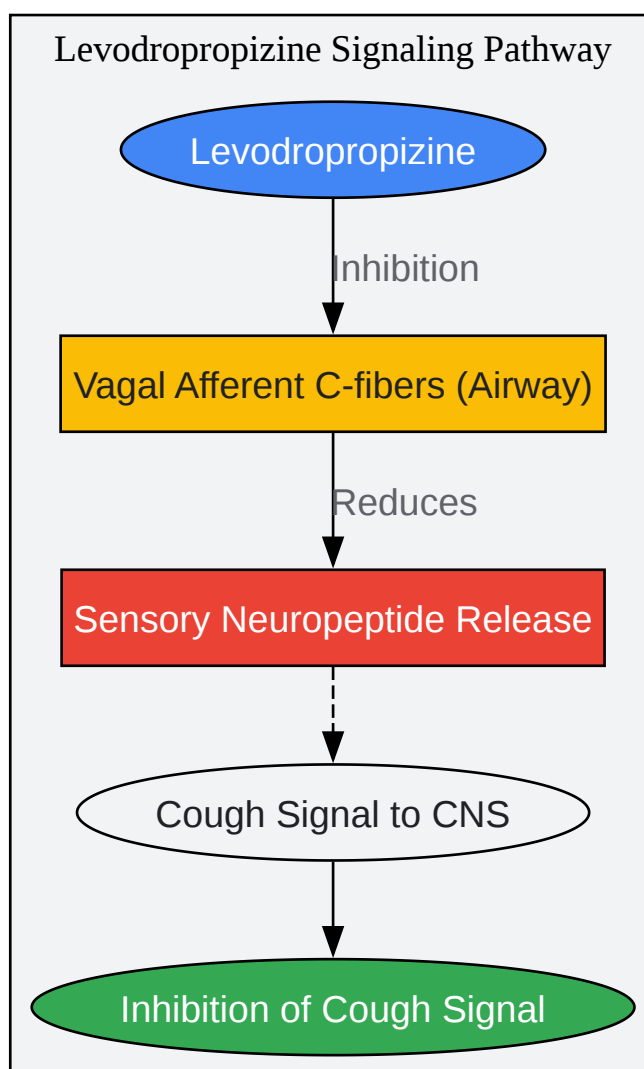 Levodropropizine Signaling Pathway
Levodropropizine
Inhibition
Vagal Afferent C-fibers (Airway)
Reduces
Sensory Neuropeptide Release
Cough Signal to CNS
Inhibition of Cough Signal